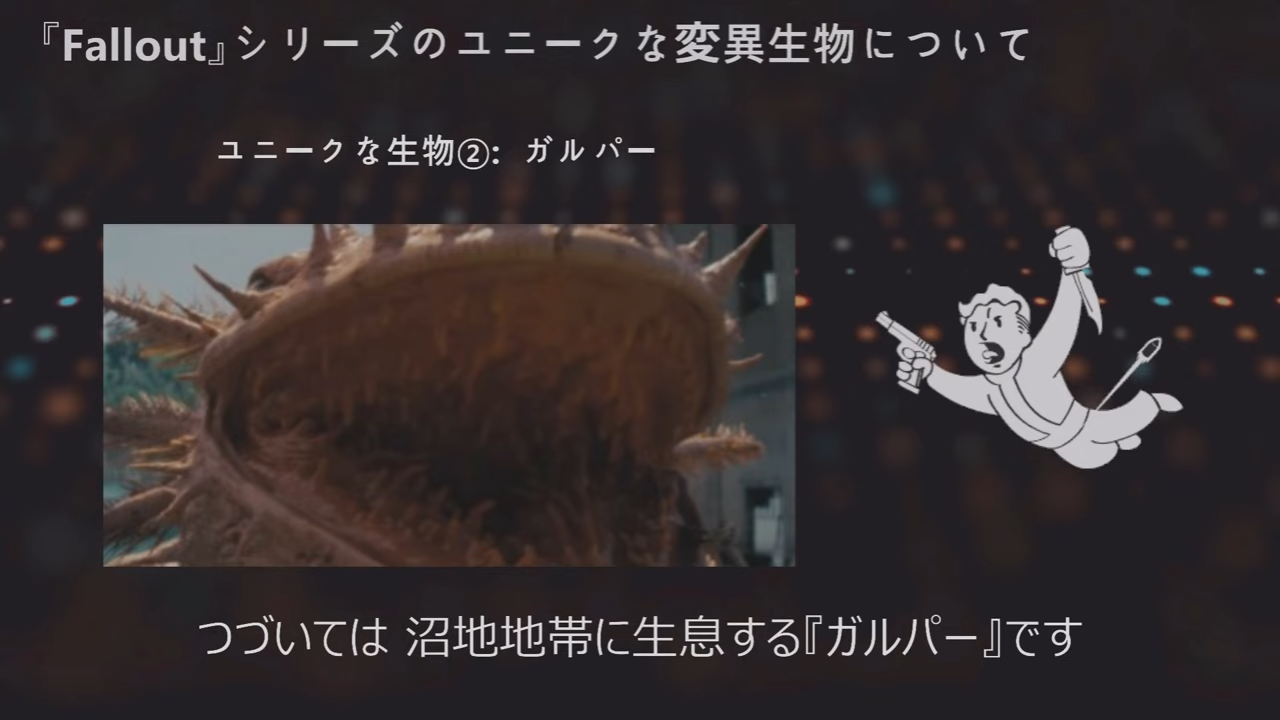 『Fallout』シリーズのユニークな変異生物について
ユニークな生物②: ガルパー
つづいては 沼地地帯に生息する『ガルパー』です